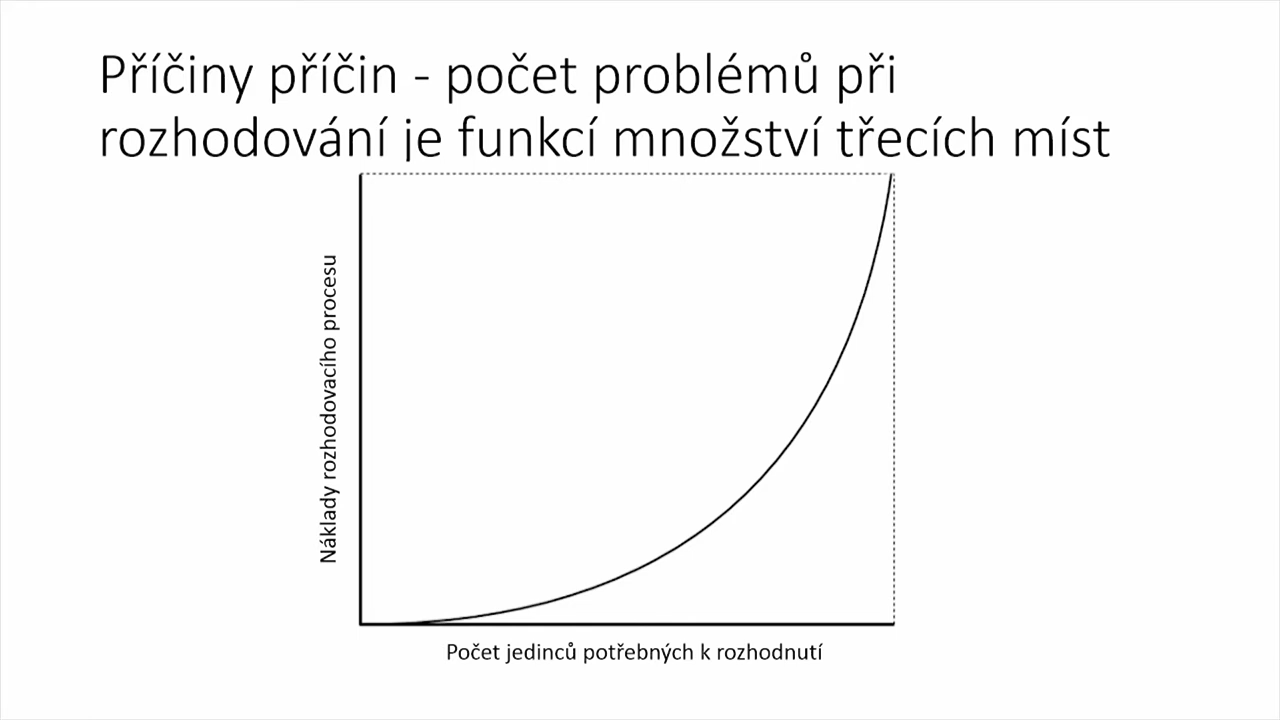 Příčiny příčin - počet problémů při
rozhodování je funkcí množství třecích míst
Náklady rozhodovacího procesu
Počet jedinců potřebných k rozhodnutí